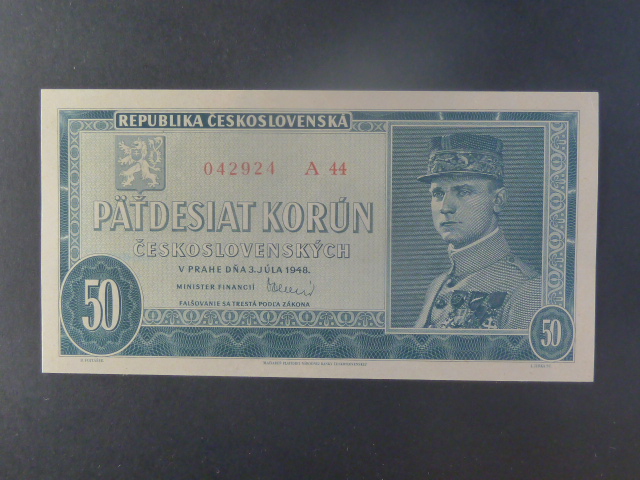 REPUBLIKA ČESKOSLOVENSKÁ
042924 A 44
PÄŤDESIAT KORÚN
ČESKOSLOVENSKÝCH
V PRAHE DŇA 3. JÚLA 1948.
MINISTER FINANCIÍ
FALŠOVANIE SA TRESTÁ PODĽA ZÁKONA
50
50